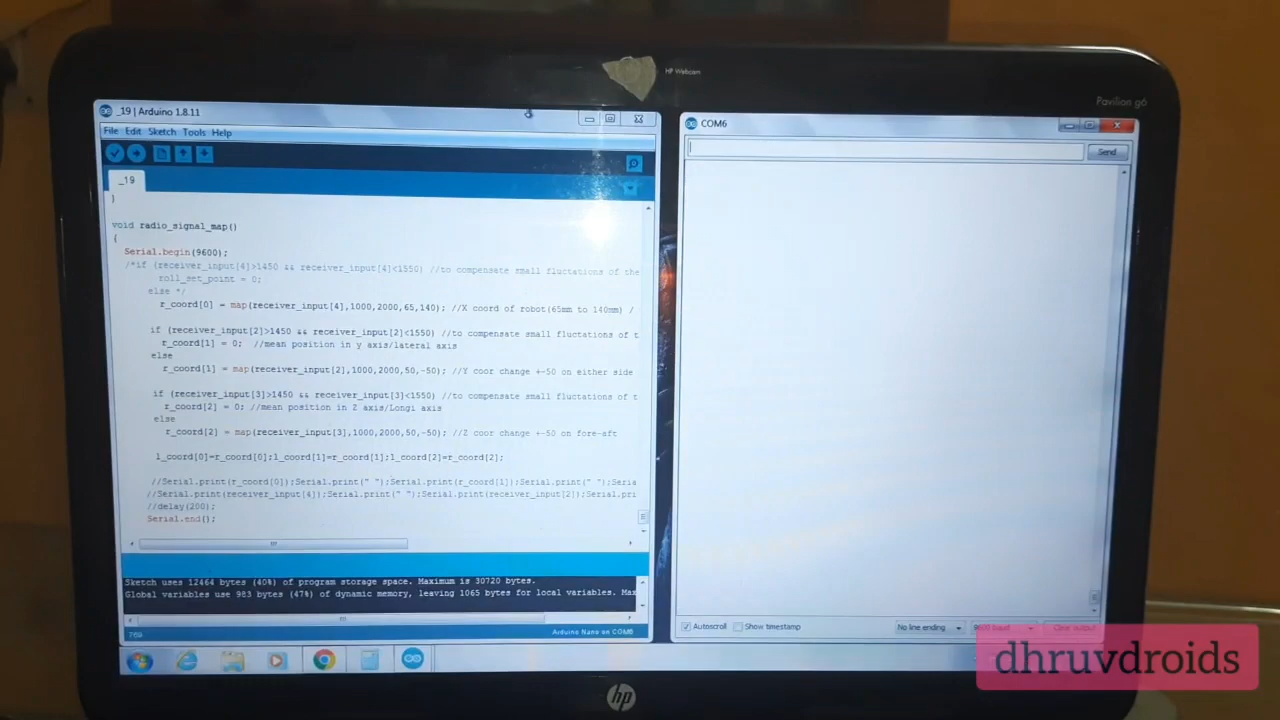 HP Webcam
Pavilion g6
_19 | Arduino 1.8.11
File Edit Sketch Tools Help
_19
}
void radio_signal_map()
{
Serial.begin(9600);
/*if (receiver_input[4]>1450 && receiver_input[4]<1550) //to compensate small fluctations of the
roll_set_point = 0;
else */
r_coord[0] = map(receiver_input[4],1000,2000,65,140); //X coord of robot(65mm to 140mm) /
if (receiver_input[2]>1450 && receiver_input[2]<1550) //to compensate small fluctations of t
r_coord[1] = 0; //mean position in y axis/lateral axis
else
r_coord[1] = map(receiver_input[2],1000,2000,50,-50); //Y coor change +-50 on either side
if (receiver_input[3]>1450 && receiver_input[3]<1550) //to compensate small fluctations of t
r_coord[2] = 0; //mean position in Z axis/Longi axis
else
r_coord[2] = map(receiver_input[3],1000,2000,50,-50); //Z coor change +-50 on fore-aft
l_coord[0]=r_coord[0];l_coord[1]=r_coord[1];l_coord[2]=r_coord[2];
//Serial.print(r_coord[0]);Serial.print(" ");Serial.print(r_coord[1]);Serial.print(" ");Seria
//Serial.print(receiver_input[4]);Serial.print(" ");Serial.print(receiver_input[2]);Serial.pri
//delay(200);
Serial.end();
Sketch uses 12464 bytes (40%) of program storage space. Maximum is 30720 bytes.
Global variables use 983 bytes (47%) of dynamic memory, leaving 1065 bytes for local variables. Max
769
Arduino Nano on COM6
COM6
Send
Autoscroll Show timestamp
No line ending 9600 baud Clear output
hp
dhruvdroids